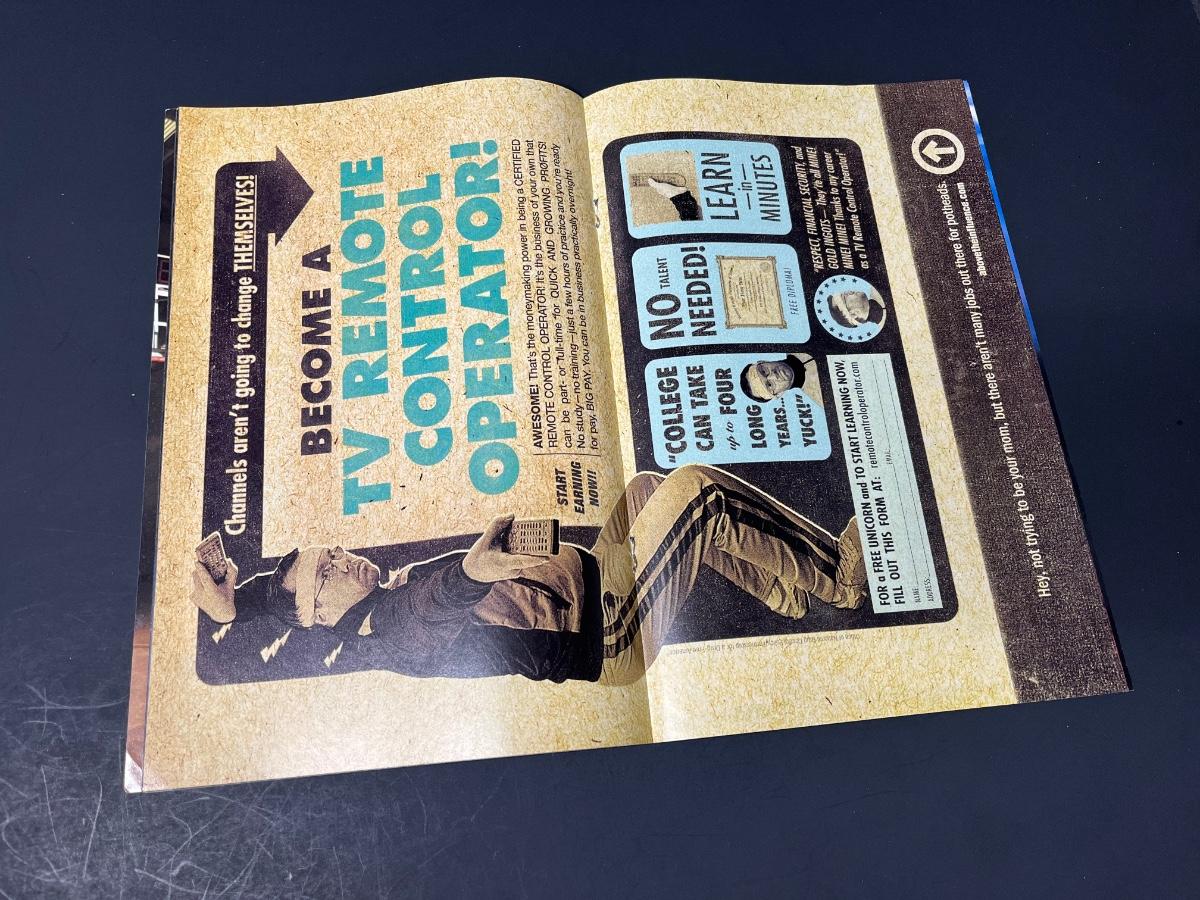 Channels aren't going to change THEMSELVES!
BECOME A
TV REMOTE
CONTROL
OPERATOR!
START
EARNING
NOW!!
AWESOME! That's the moneymaking power in being a CERTIFIED
REMOTE CONTROL OPERATOR! It's the business of your own that
can be part- or "full-time" for QUICK AND GROWING PROFITS!
No study—no training—just a few hours of practice and you're ready
for pay, BIG PAY. You can be in business practically overnight!
"COLLEGE
CAN TAKE
up to FOUR
LONG
YEARS...
YUCK!"
NO TALENT
NEEDED!
FREE DIPLOMA!
LEARN
—in—
MINUTES
"RESPECT, FINANCIAL SECURITY, and
GOLD INGOTS— They're all MINE!
MINE! MINE! Thanks to my career
as a TV Remote Control Operator!"
FOR a FREE UNICORN and TO START LEARNING NOW,
FILL OUT THIS FORM AT: remotecontroloperator.com
NAME
EMAIL
ADDRESS
Hey, not trying to be your mom, but there aren't many jobs out there for potheads.
abovetheinfluence.com